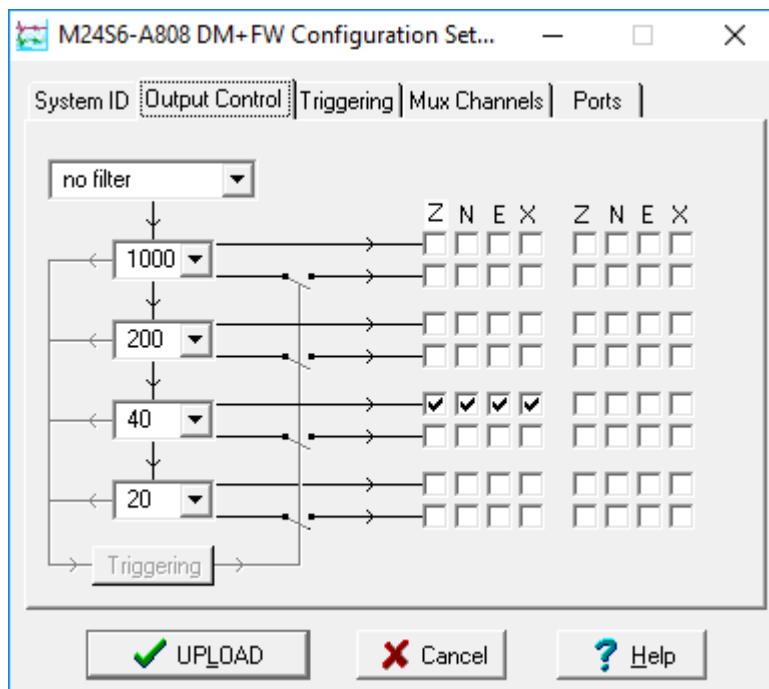 M24S6-A808 DM+FW Configuration Set...
System ID Output Control Triggering Mux Channels Ports
no filter
Z N E X Z N E X
1000
200
40
20
Triggering
UPLOAD Cancel Help